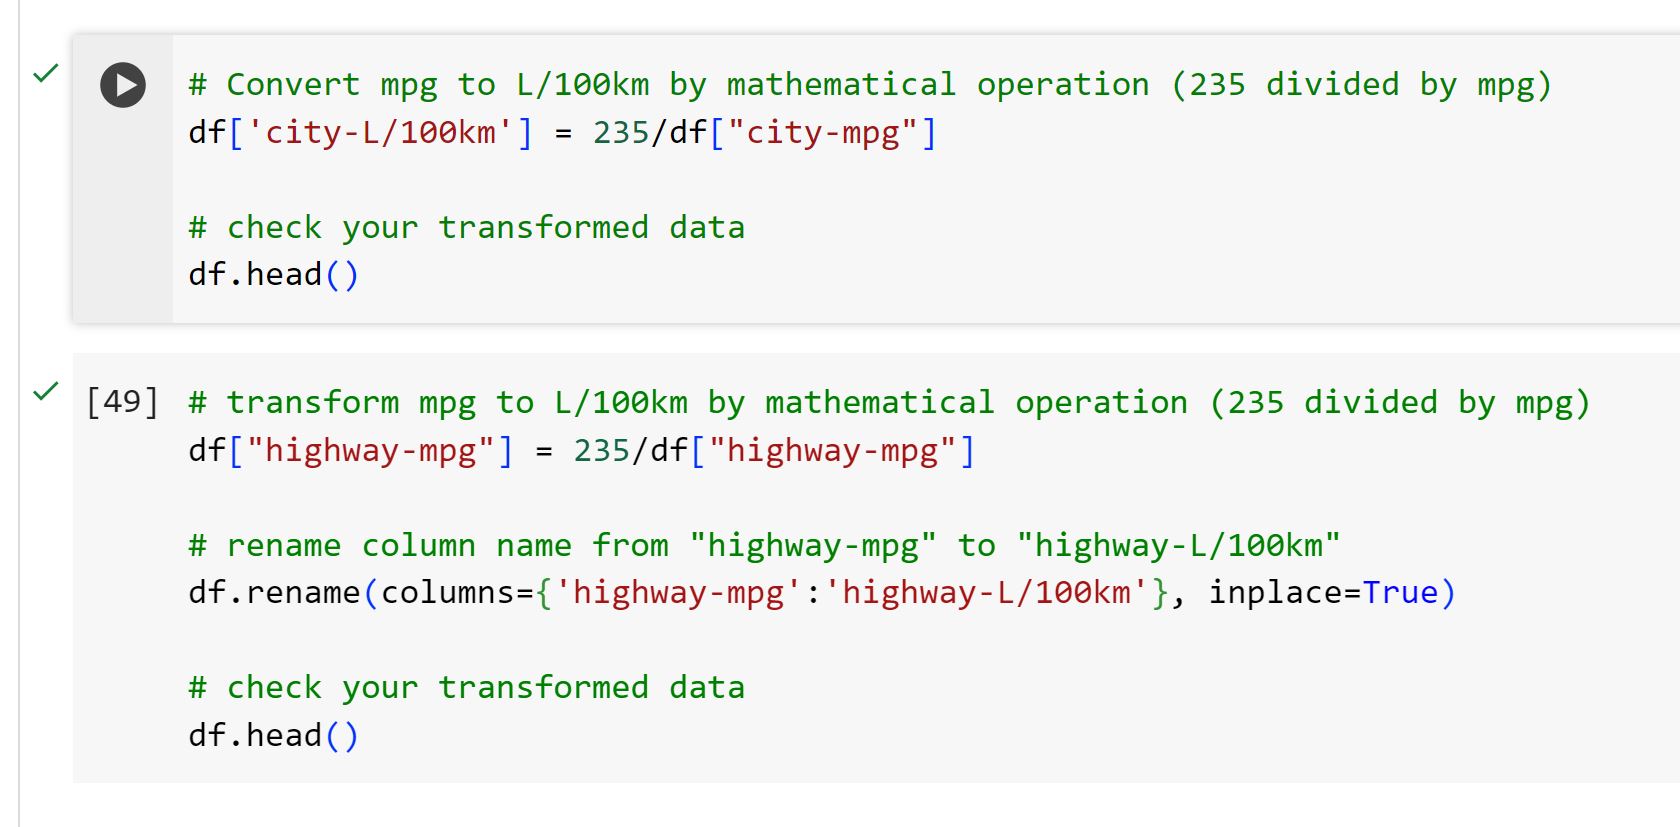 # Convert mpg to L/100km by mathematical operation (235 divided by mpg)
df['city-L/100km'] = 235/df["city-mpg"]
# check your transformed data
df.head()
[49]
# transform mpg to L/100km by mathematical operation (235 divided by mpg)
df["highway-mpg"] = 235/df["highway-mpg"]
# rename column name from "highway-mpg" to "highway-L/100km"
df.rename(columns={'highway-mpg':'highway-L/100km'}, inplace=True)
# check your transformed data
df.head()